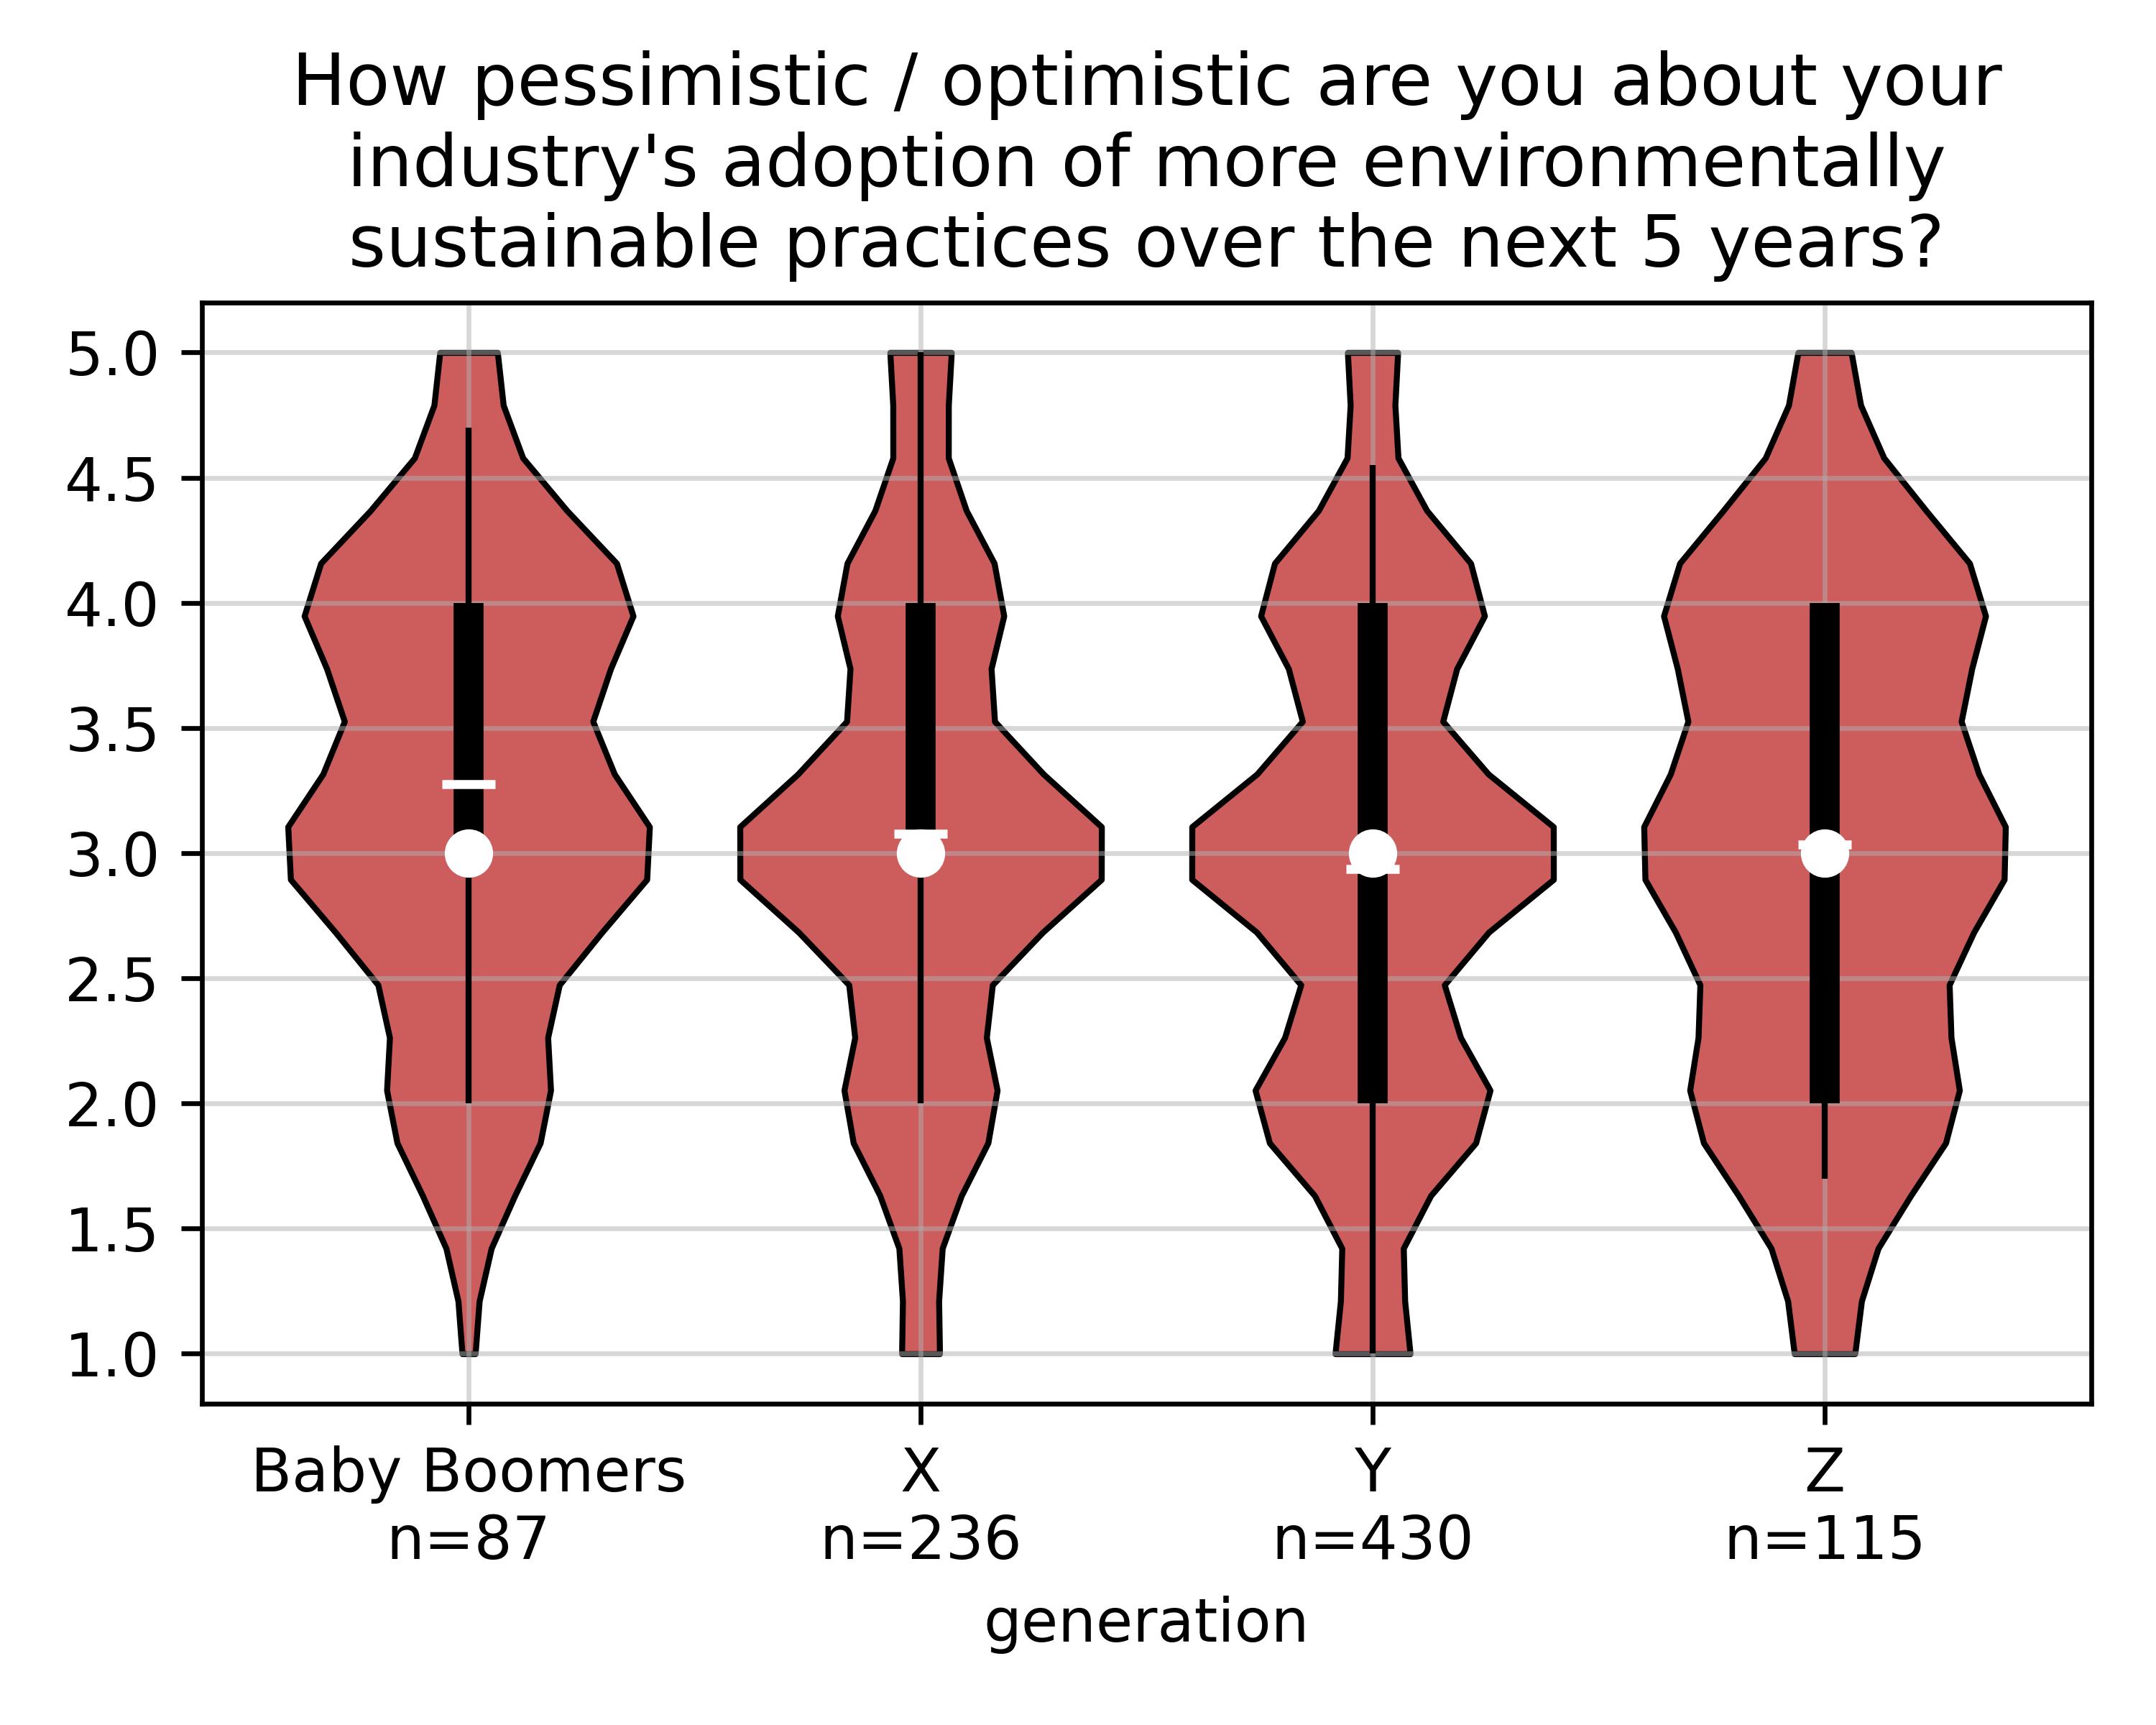 How pessimistic / optimistic are you about your
industry's adoption of more environmentally
sustainable practices over the next 5 years?
5.0
4.5
4.0
3.5
3.0
2.5
2.0
1.5
1.0
Baby Boomers
n=87
X
n=236
Y
n=430
Z
n=115
generation